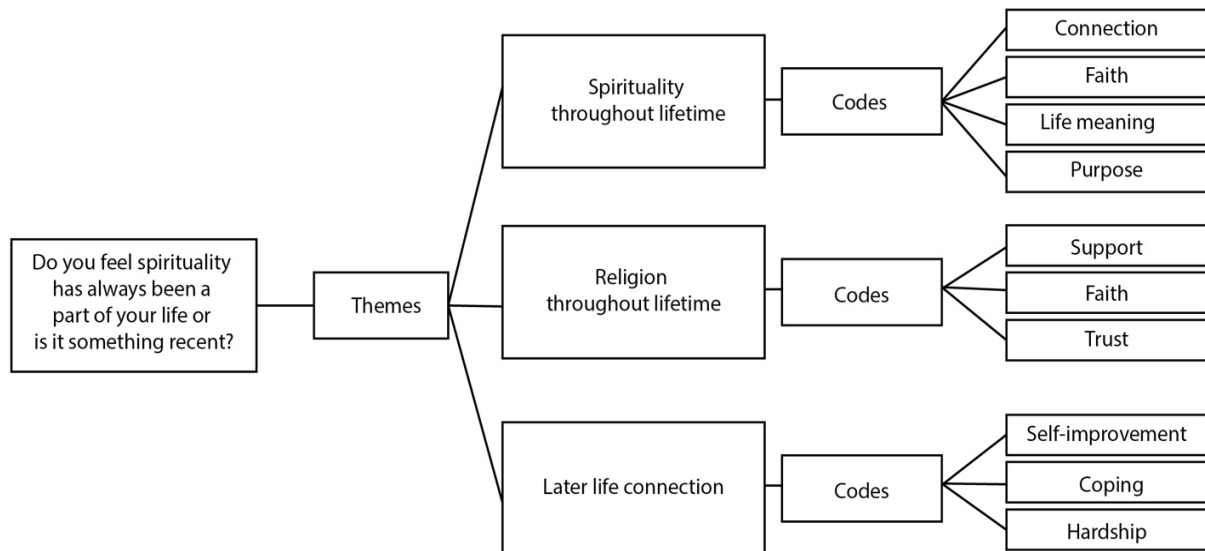 Do you feel spirituality
has always been a
part of your life or
is it something recent?
Themes
Spirituality
throughout lifetime
Codes
Connection
Faith
Life meaning
Purpose
Religion
throughout lifetime
Codes
Support
Faith
Trust
Later life connection
Codes
Self-improvement
Coping
Hardship